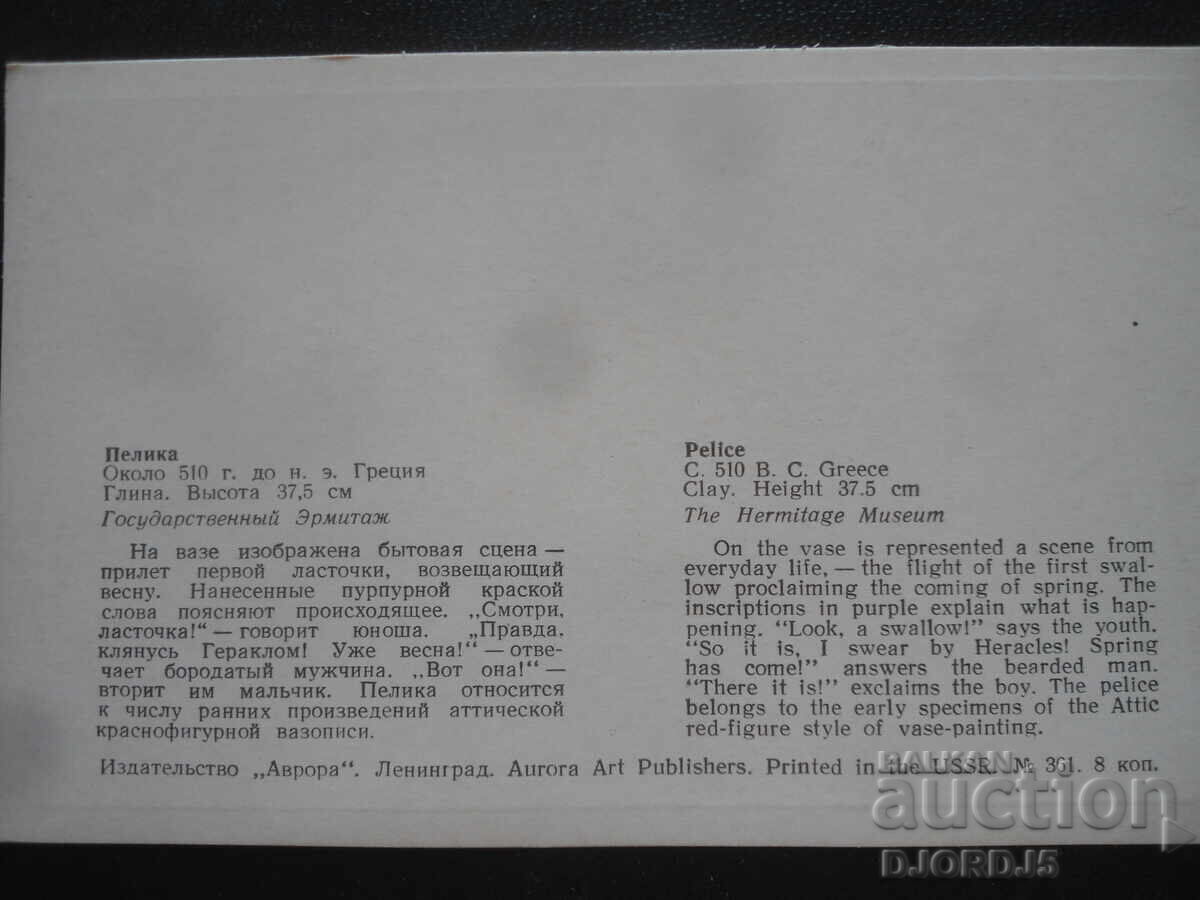 Пелика
Около 510 г. до н. э. Греция
Глина. Высота 37,5 см
Государственный Эрмитаж
На вазе изображена бытовая сцена —
прилет первой ласточки, возвещающий
весну. Нанесенные пурпурной краской
слова поясняют происходящее. „Смотри,
ласточка!“ — говорит юноша. „Правда,
клянусь Гераклом! Уже весна!“ — отве-
чает бородатый мужчина. „Вот она!“ —
вторит им мальчик. Пелика относится
к числу ранних произведений аттической
краснофигурной вазописи.
Pelice
C. 510 B. C. Greece
Clay. Height 37.5 cm
The Hermitage Museum
On the vase is represented a scene from
everyday life, — the flight of the first swal-
low proclaiming the coming of spring. The
inscriptions in purple explain what is hap-
pening. “Look, a swallow!” says the youth.
“So it is, I swear by Heracles! Spring
has come!” answers the bearded man.
“There it is!” exclaims the boy. The pelice
belongs to the early specimens of the Attic
red-figure style of vase-painting.
Издательство „Аврора“. Ленинград. Aurora Art Publishers. Printed in the USSR. № 361. 8 коп.
BALKAN
auction
DJORDJ5